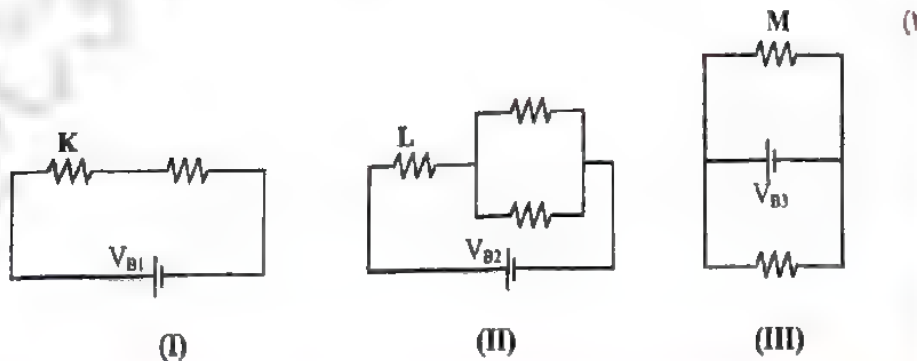 M
K
L
V_B1
V_B2
V_B3
(I)
(II)
(III)